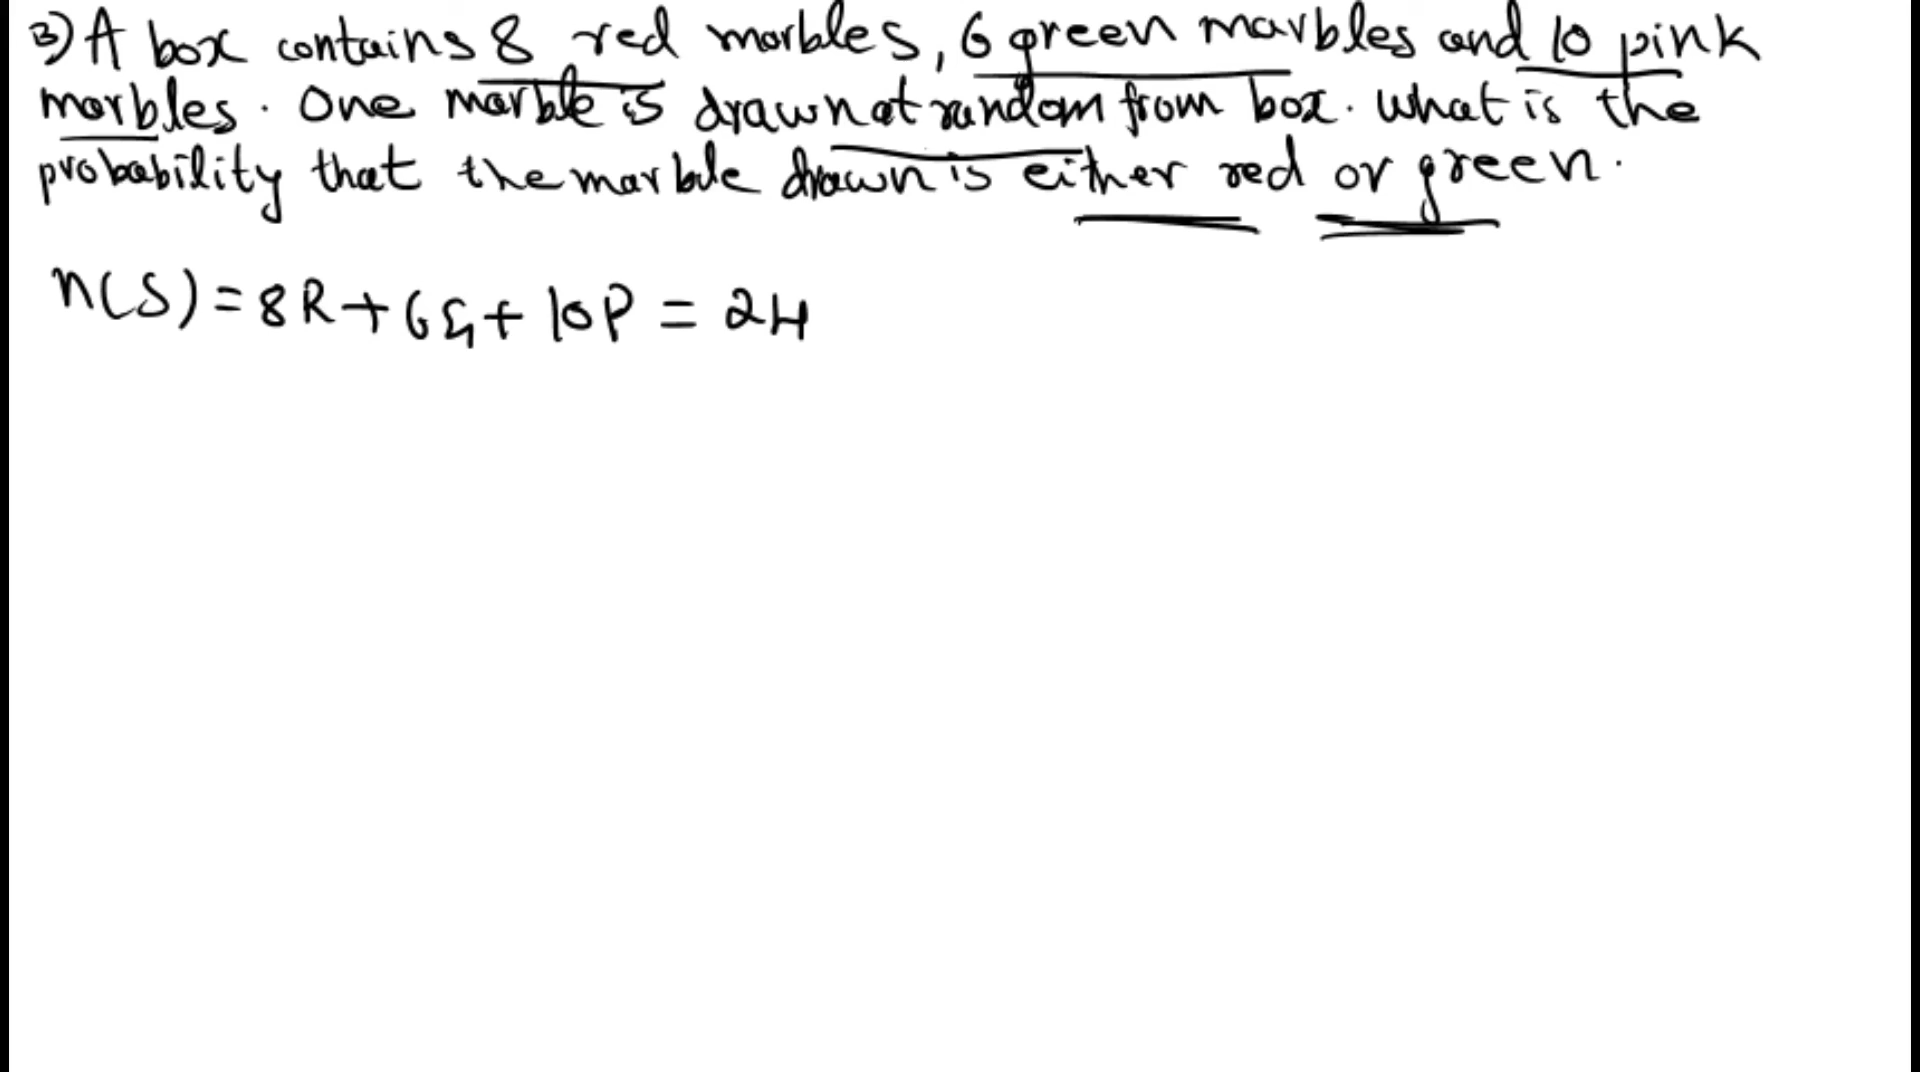 3) A box contains 8 red marbles, 6 green marbles and 10 pink
marbles. One marble is drawn at random from box. what is the
probability that the marble drawn is either red or green.
n(S) = 8R + 6G + 10P = 24